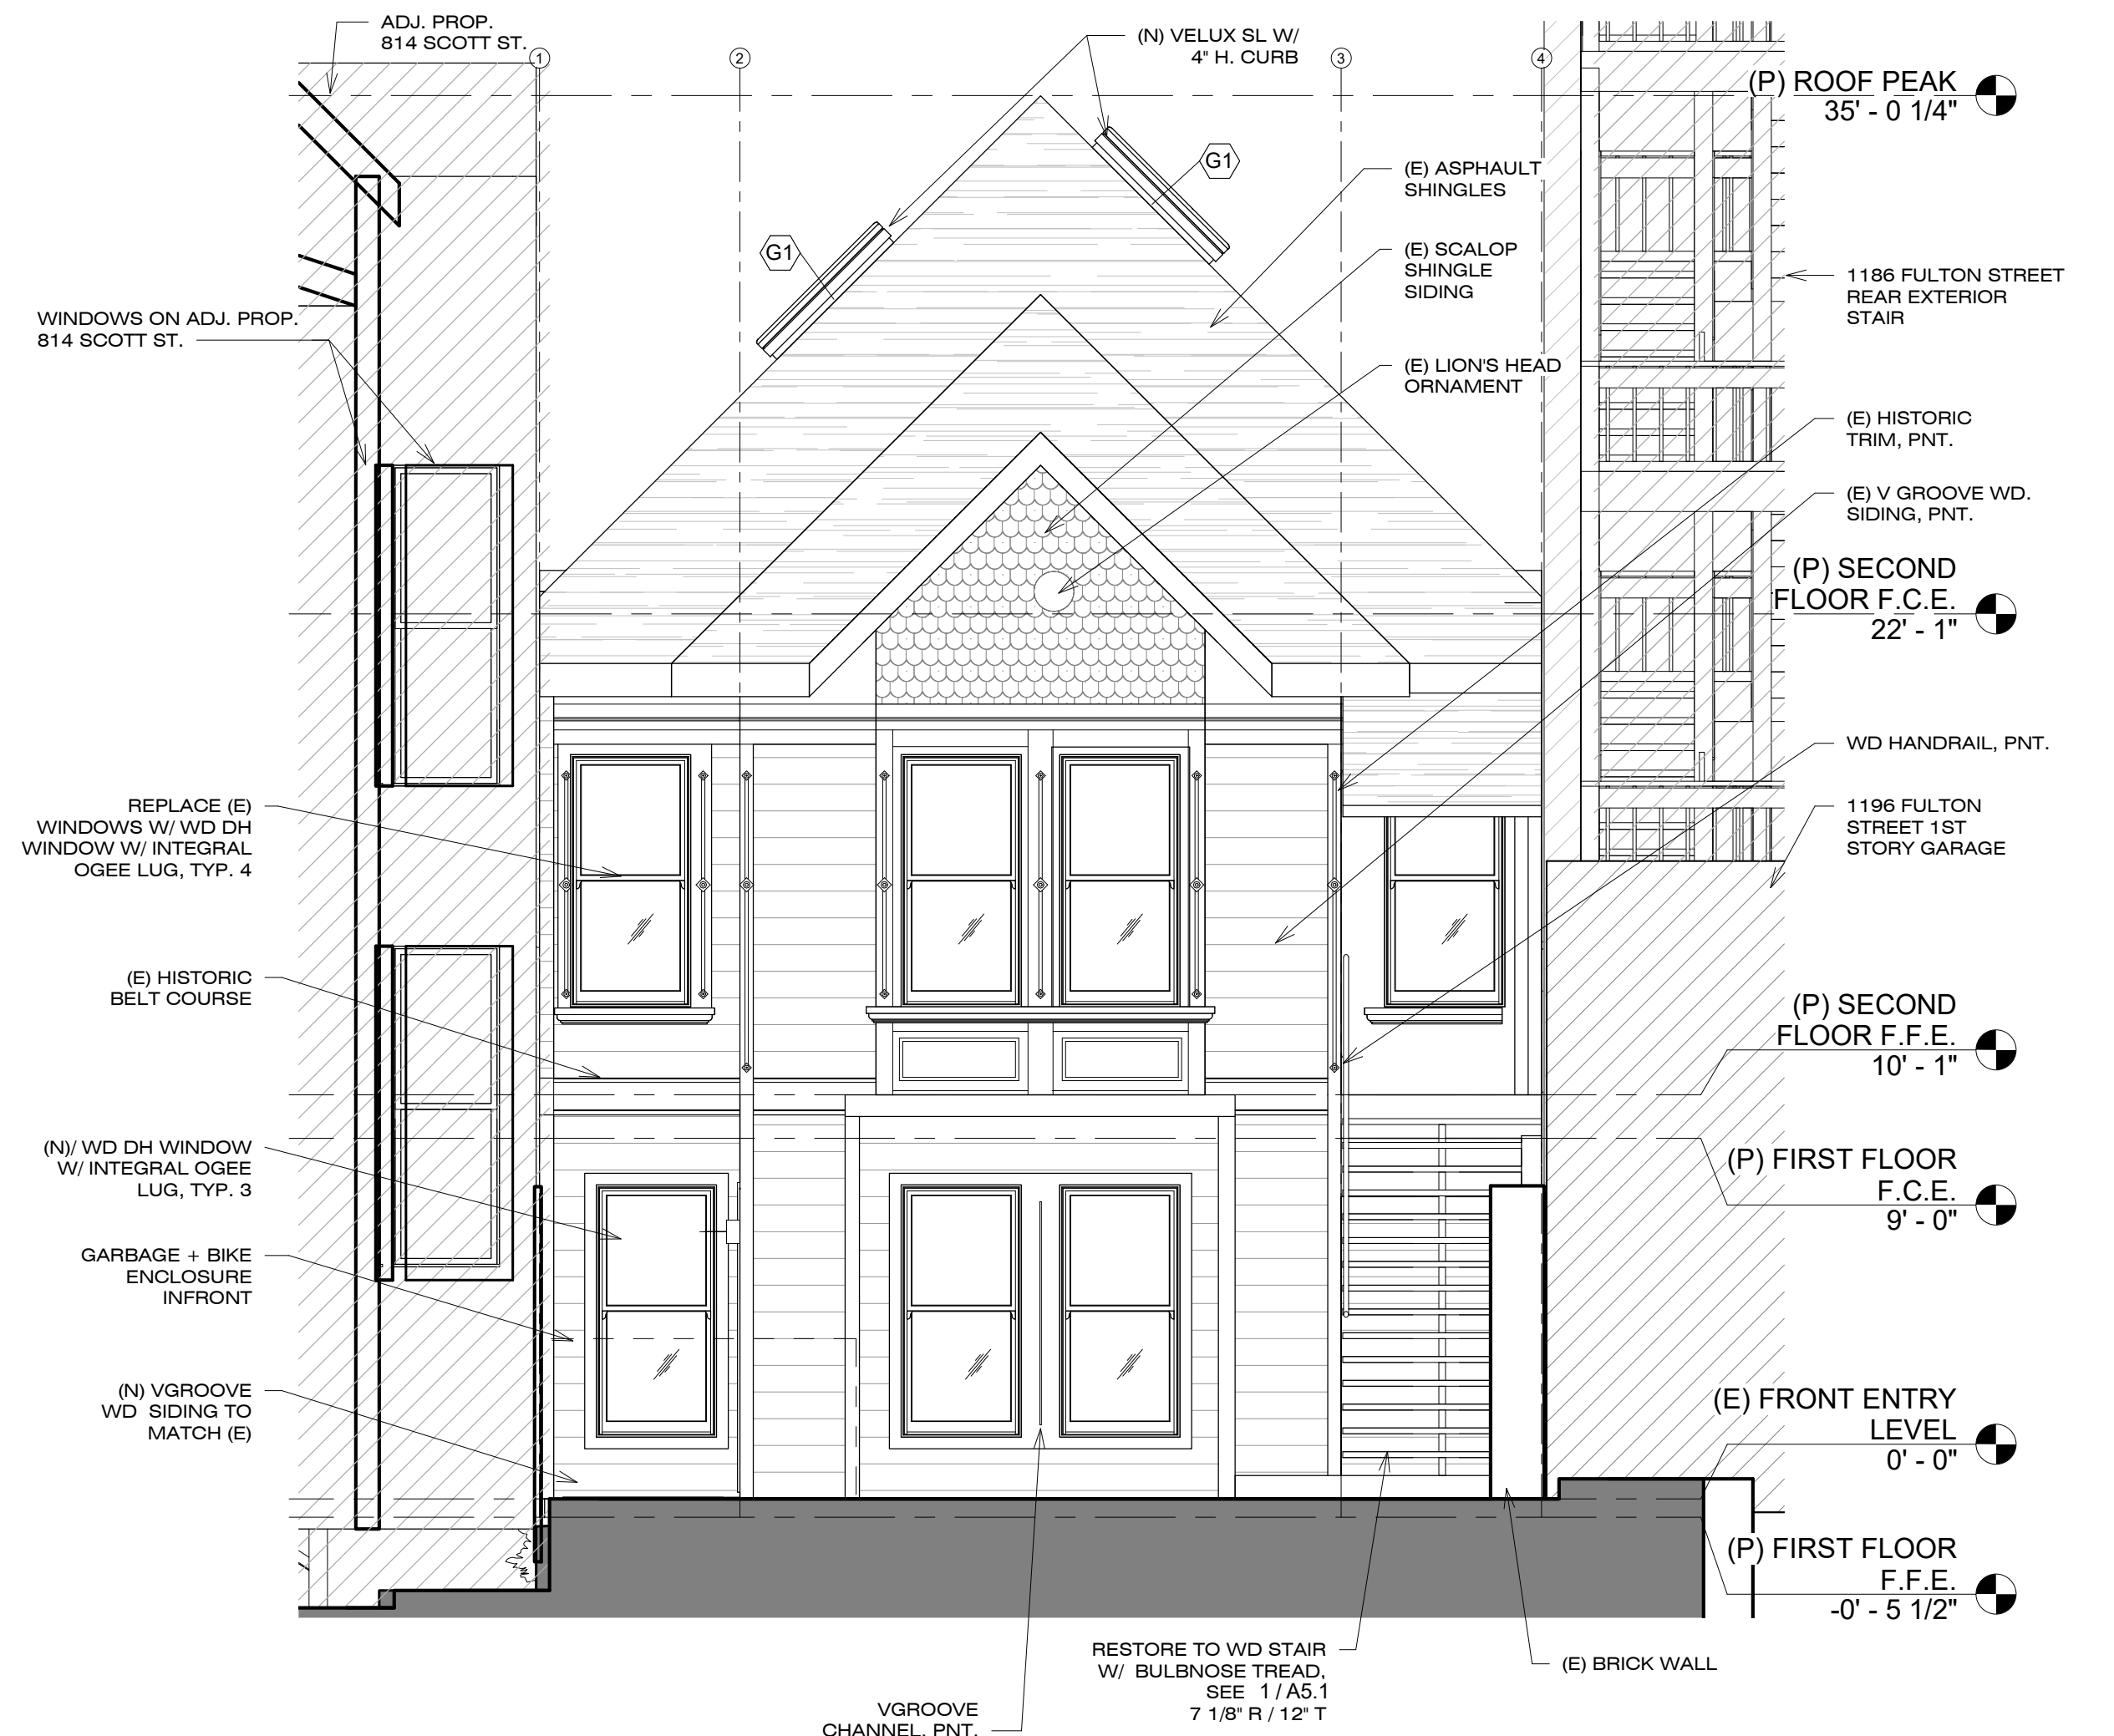 ADJ. PROP.
814 SCOTT ST.
1
2
(N) VELUX SL W/
4" H. CURB
3
4
(P) ROOF PEAK
35' - 0 1/4"
G1
G1
(E) ASPHAULT
SHINGLES
(E) SCALOP
SHINGLE
SIDING
1186 FULTON STREET
REAR EXTERIOR
STAIR
WINDOWS ON ADJ. PROP.
814 SCOTT ST.
(E) LION'S HEAD
ORNAMENT
(E) HISTORIC
TRIM, PNT.
(E) V GROOVE WD.
SIDING, PNT.
(P) SECOND
FLOOR F.C.E.
22' - 1"
WD HANDRAIL, PNT.
REPLACE (E)
WINDOWS W/ WD DH
WINDOW W/ INTEGRAL
OGEE LUG, TYP. 4
1196 FULTON
STREET 1ST
STORY GARAGE
(E) HISTORIC
BELT COURSE
(P) SECOND
FLOOR F.F.E.
10' - 1"
(N)/ WD DH WINDOW
W/ INTEGRAL OGEE
LUG, TYP. 3
(P) FIRST FLOOR
F.C.E.
9' - 0"
GARBAGE + BIKE
ENCLOSURE
INFRONT
(N) VGROOVE
WD SIDING TO
MATCH (E)
(E) FRONT ENTRY
LEVEL
0' - 0"
(P) FIRST FLOOR
F.F.E.
-0' - 5 1/2"
RESTORE TO WD STAIR
W/ BULBNOSE TREAD,
SEE 1 / A5.1
7 1/8" R / 12" T
(E) BRICK WALL
VGROOVE
CHANNEL, PNT.